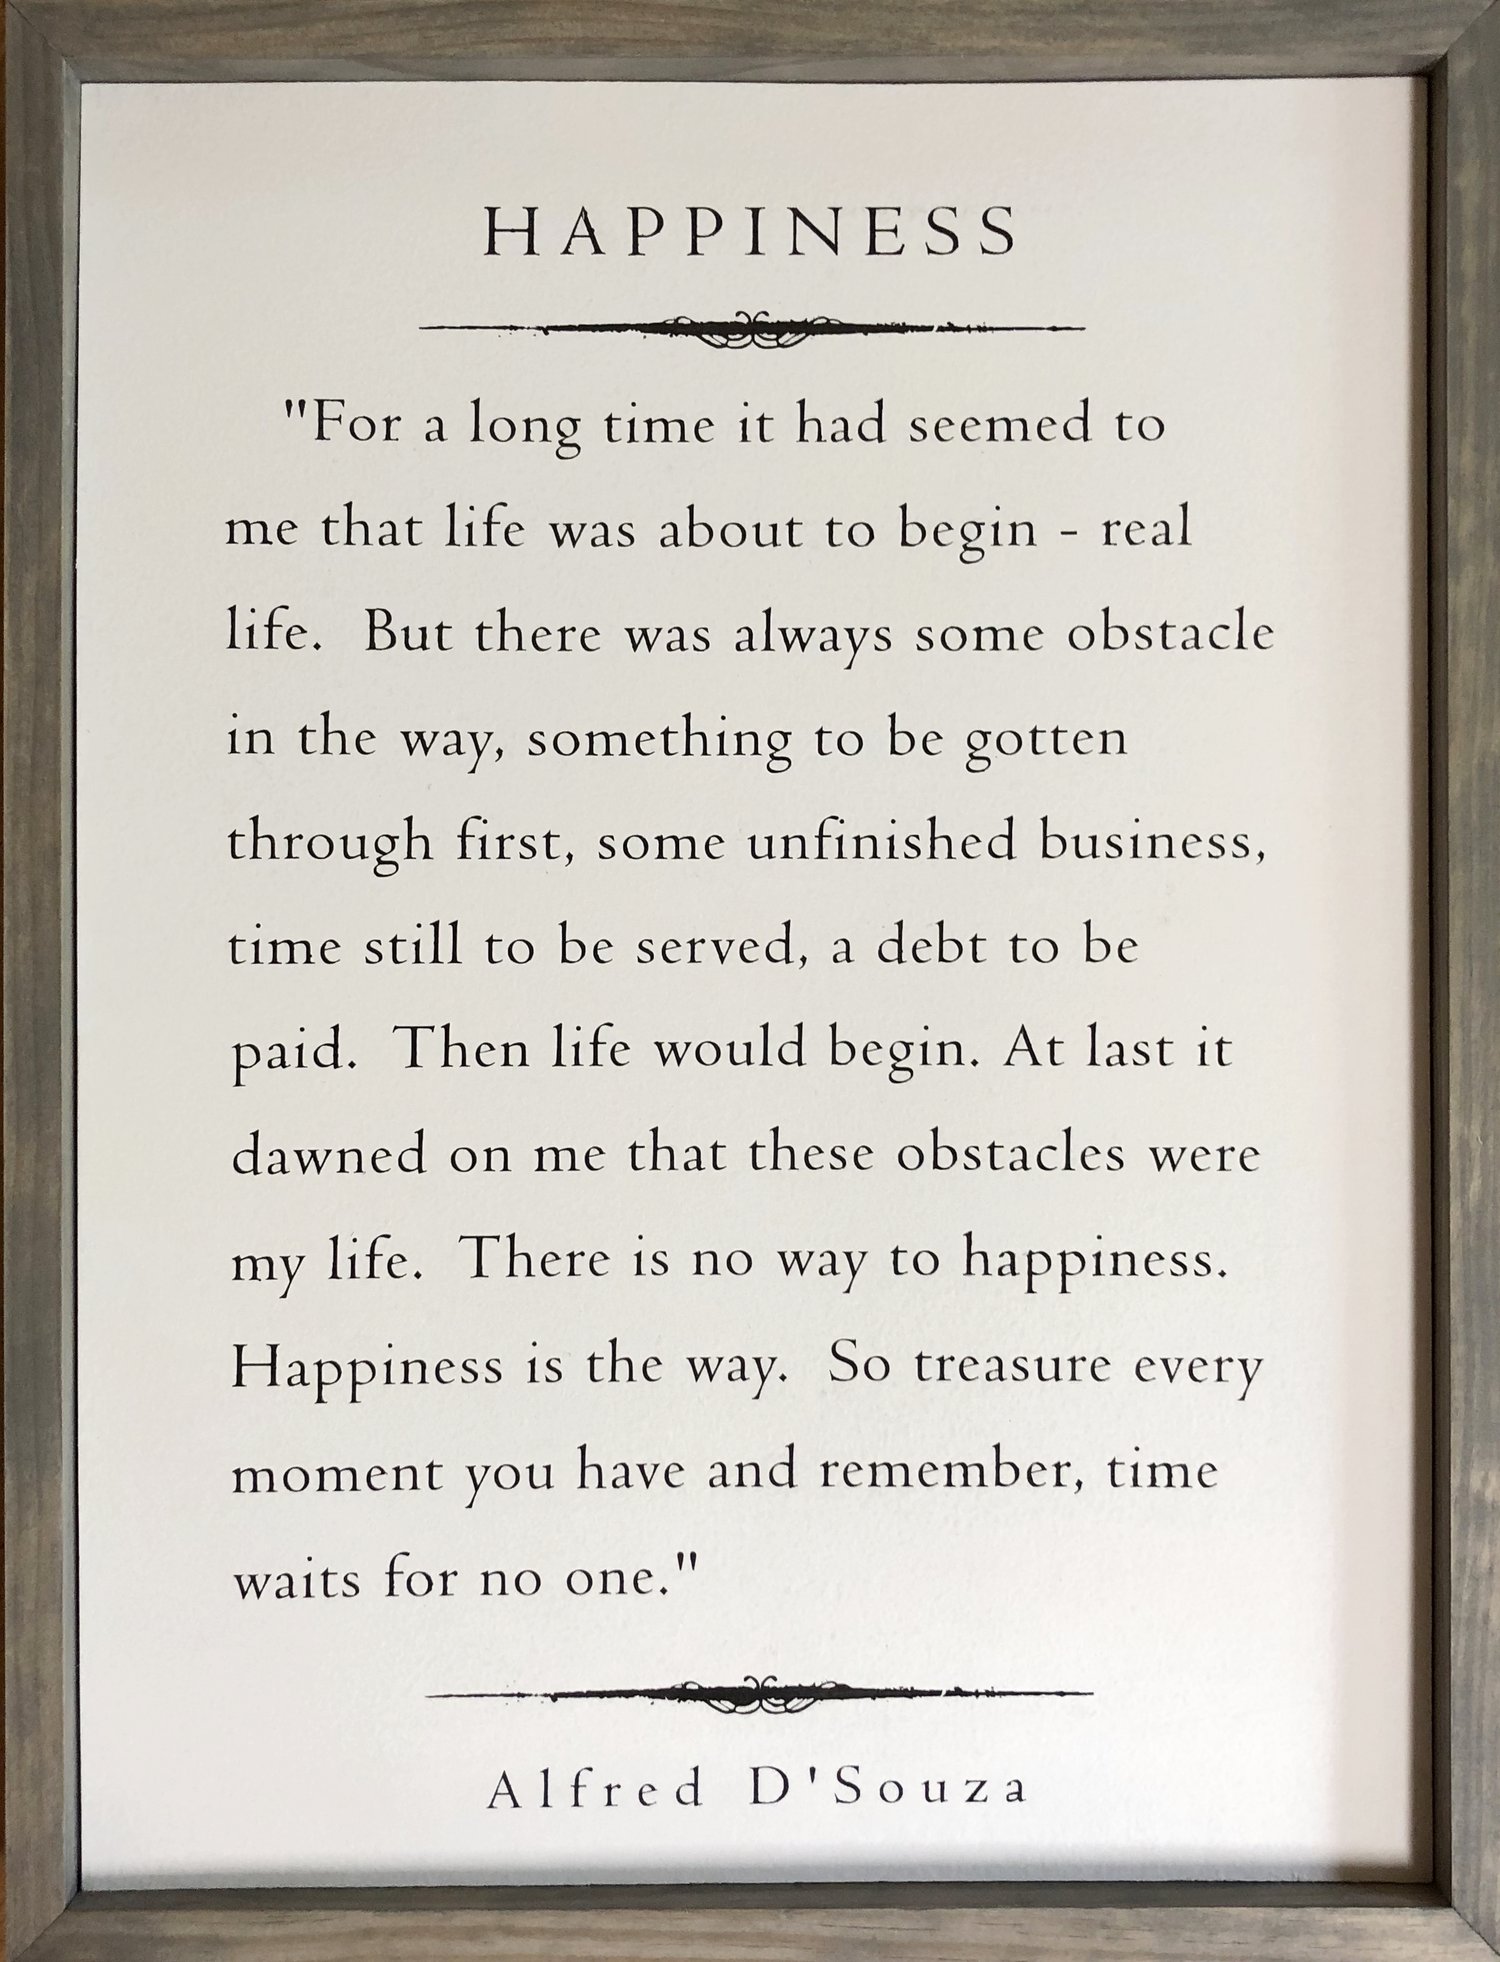 HAPPINESS
"For a long time it had seemed to
me that life was about to begin - real
life.  But there was always some obstacle
in the way, something to be gotten
through first, some unfinished business,
time still to be served, a debt to be
paid.  Then life would begin. At last it
dawned on me that these obstacles were
my life.  There is no way to happiness.
Happiness is the way.  So treasure every
moment you have and remember, time
waits for no one."
Alfred D'Souza